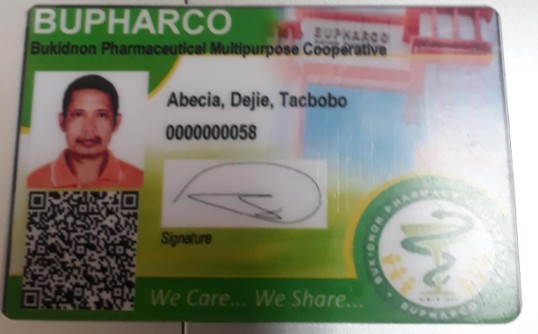 BUPHARCO
Bukidnon Pharmaceutical Multipurpose Cooperative
BUPHARCO
Abecia, Dejie, Tacbobo
0000000058
Signature
We Care... We Share...
BUKIDNON PHARMACEUTICAL
BUPHARCO